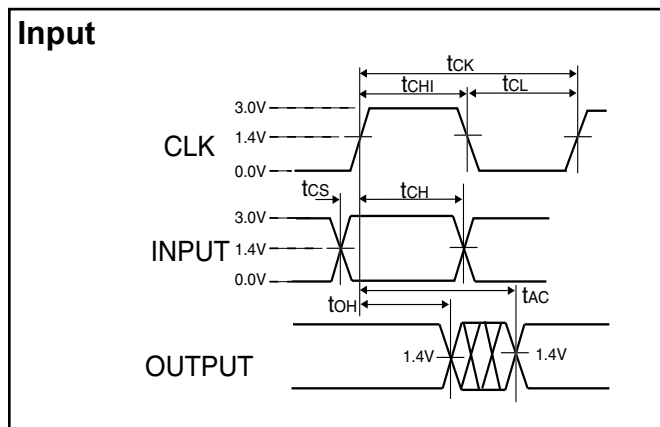 Input
tCK
tCHI tCL
3.0V
CLK 1.4V
0.0V
tCS tCH
3.0V
INPUT 1.4V
0.0V
tAC
tOH
OUTPUT 1.4V 1.4V